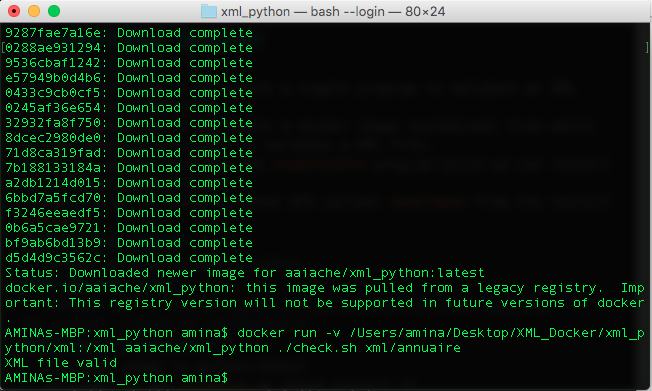 xml_python — bash --login — 80×24
9287fae7a16e: Download complete
0288ae931294: Download complete
9536cbaf1242: Download complete
e57949b0d4b6: Download complete
0433c9cb0cf5: Download complete
0245af36e654: Download complete
32932fa8f750: Download complete
8dcec2980de0: Download complete
71d8ca319fad: Download complete
7b188133184a: Download complete
a2db1214d015: Download complete
6bbd7a5fcd70: Download complete
f3246eeaedf5: Download complete
0b6a5cae9721: Download complete
bf9ab6bd13b9: Download complete
d5d4d9c3562c: Download complete
Status: Downloaded newer image for aaiache/xml_python:latest
docker.io/aaiache/xml_python: this image was pulled from a legacy registry.  Imp
ortant: This registry version will not be supported in future versions of docker
.
AMINAs-MBP:xml_python amina$ docker run -v /Users/amina/Desktop/XML_Docker/xml_p
ython/xml:/xml aaiache/xml_python ./check.sh xml/annuaire
XML file valid
AMINAs-MBP:xml_python amina$